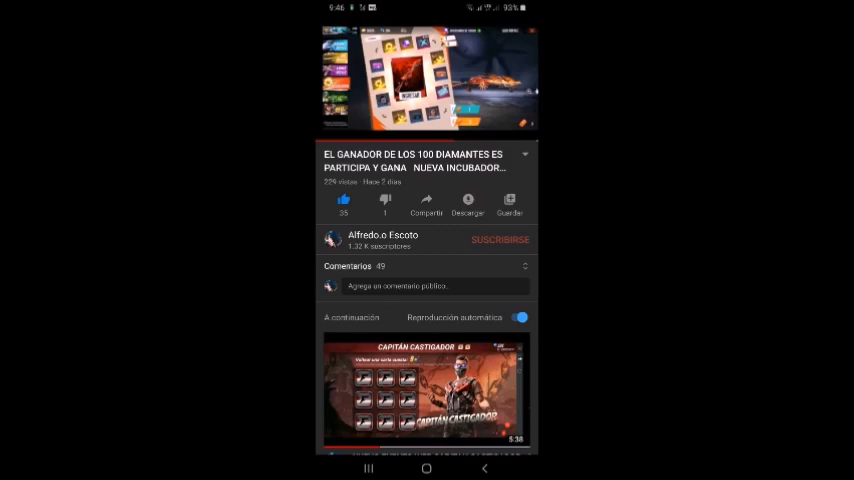 9:46
93%
INGRESAR
EL GANADOR DE LOS 100 DIAMANTES ES
PARTICIPA Y GANA NUEVA INCUBADOR...
229 vistas · Hace 2 días
35
1
Compartir
Descargar
Guardar
Alfredo.o Escoto
1.32 K suscriptores
SUSCRIBIRSE
Comentarios 49
Agrega un comentario público...
A continuación
Reproducción automática
CAPITÁN CASTIGADOR
CAPITÁN CASTIGADOR
5:38